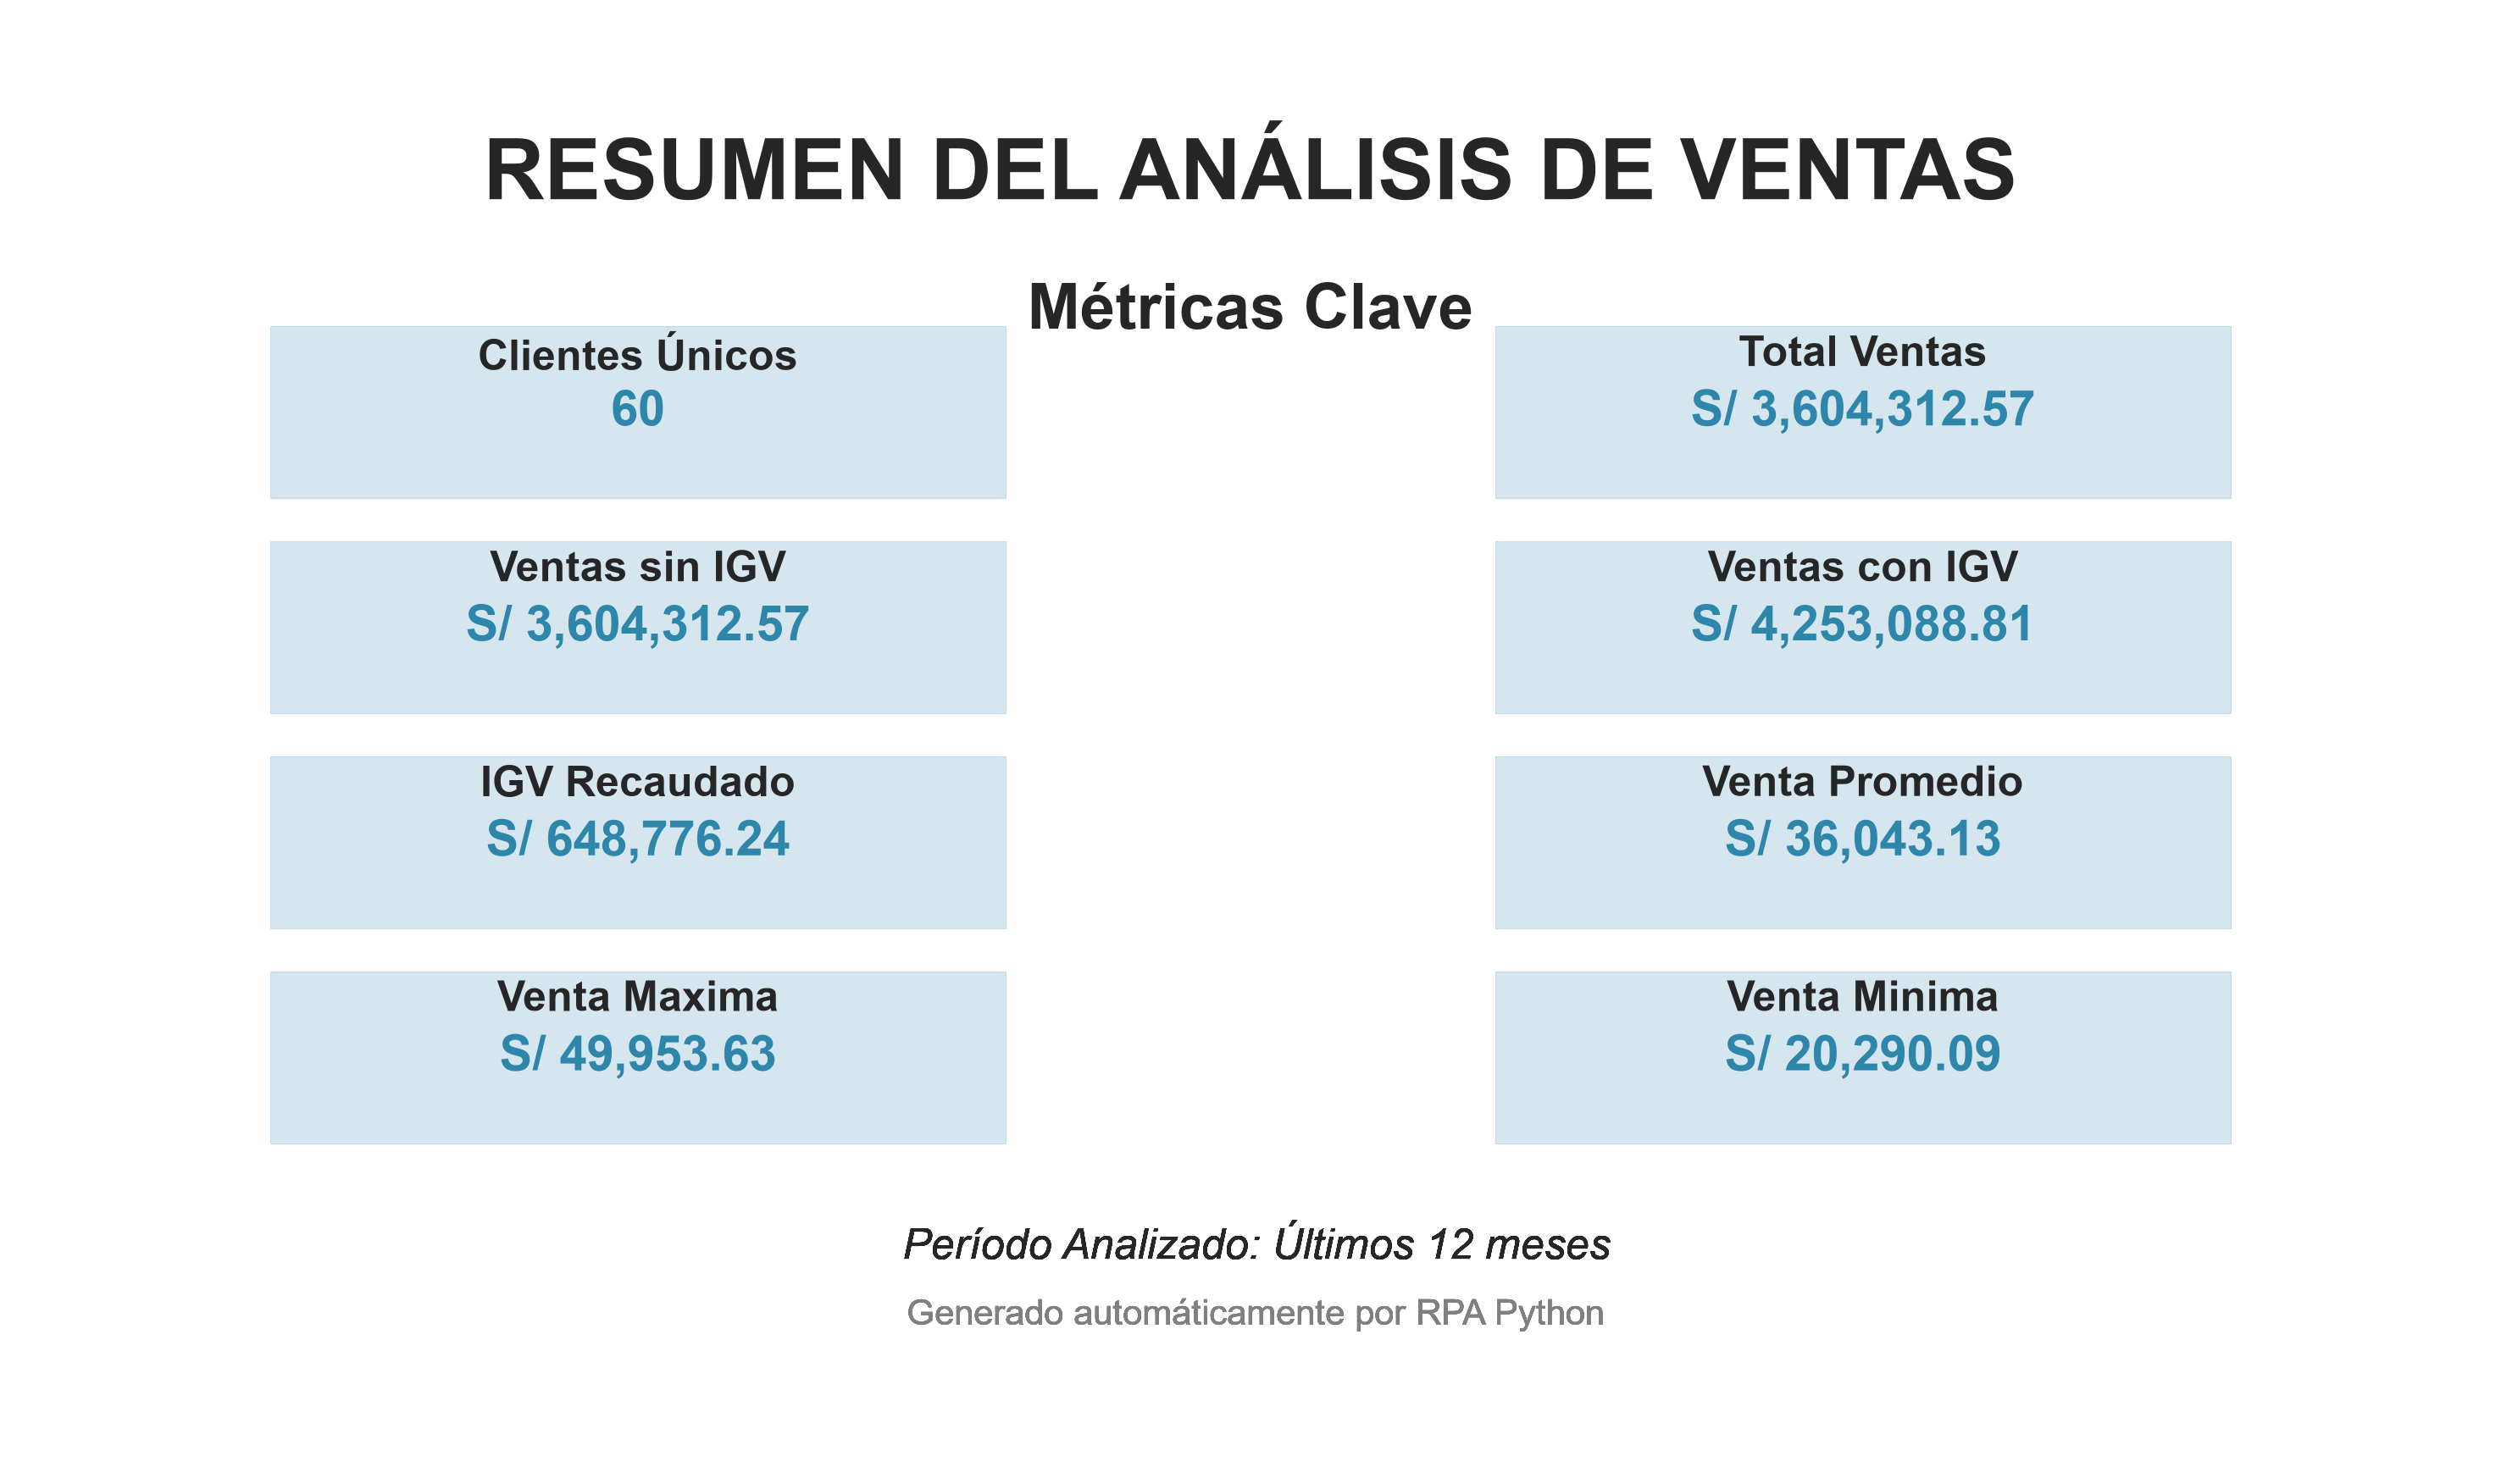 RESUMEN DEL ANÁLISIS DE VENTAS
Métricas Clave
Clientes Únicos
60
Total Ventas
S/ 3,604,312.57
Ventas sin IGV
S/ 3,604,312.57
Ventas con IGV
S/ 4,253,088.81
IGV Recaudado
S/ 648,776.24
Venta Promedio
S/ 36,043.13
Venta Maxima
S/ 49,953.63
Venta Minima
S/ 20,290.09
Período Analizado: Últimos 12 meses
Generado automáticamente por RPA Python